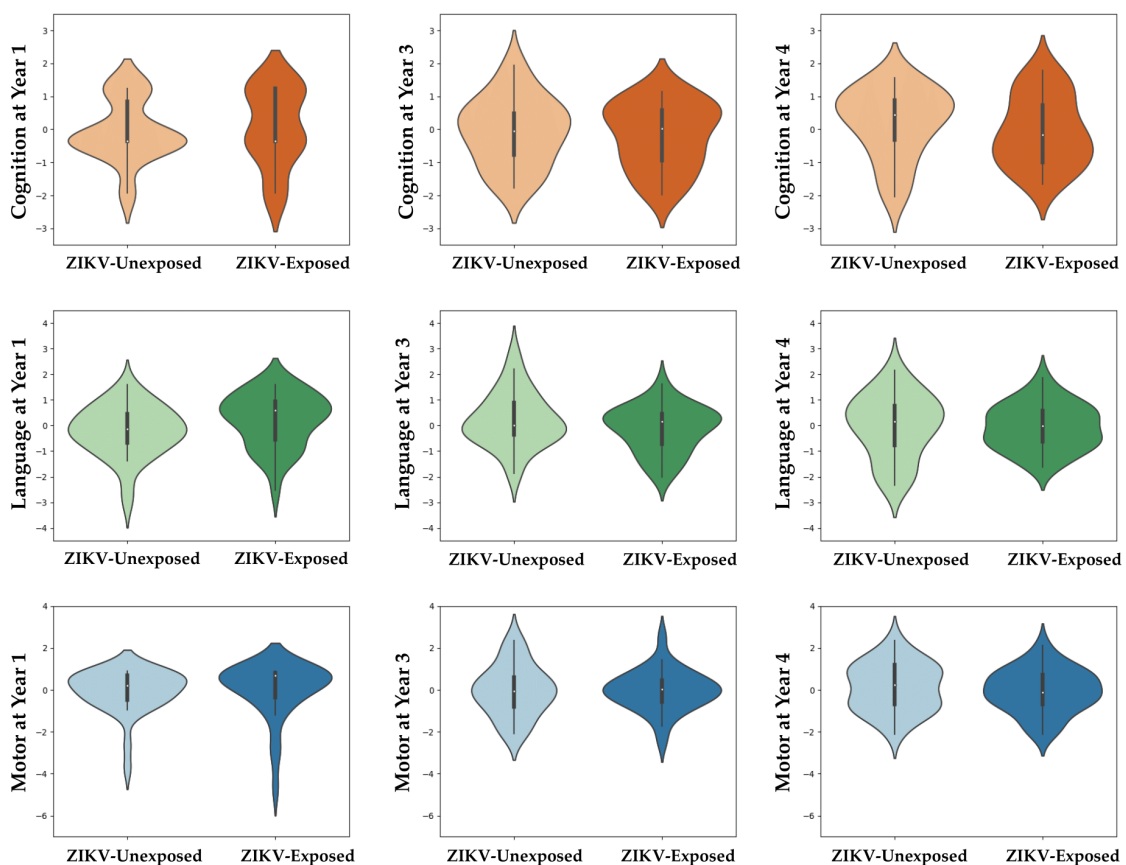 Cognition at Year 1
3
2
1
0
−1
−2
−3
ZIKV-Unexposed
ZIKV-Exposed
Cognition at Year 3
3
2
1
0
−1
−2
−3
ZIKV-Unexposed
ZIKV-Exposed
Cognition at Year 4
3
2
1
0
−1
−2
−3
ZIKV-Unexposed
ZIKV-Exposed
Language at Year 1
4
3
2
1
0
−1
−2
−3
−4
ZIKV-Unexposed
ZIKV-Exposed
Language at Year 3
4
3
2
1
0
−1
−2
−3
−4
ZIKV-Unexposed
ZIKV-Exposed
Language at Year 4
4
3
2
1
0
−1
−2
−3
−4
ZIKV-Unexposed
ZIKV-Exposed
Motor at Year 1
4
2
0
−2
−4
−6
ZIKV-Unexposed
ZIKV-Exposed
Motor at Year 3
4
2
0
−2
−4
−6
ZIKV-Unexposed
ZIKV-Exposed
Motor at Year 4
4
2
0
−2
−4
−6
ZIKV-Unexposed
ZIKV-Exposed